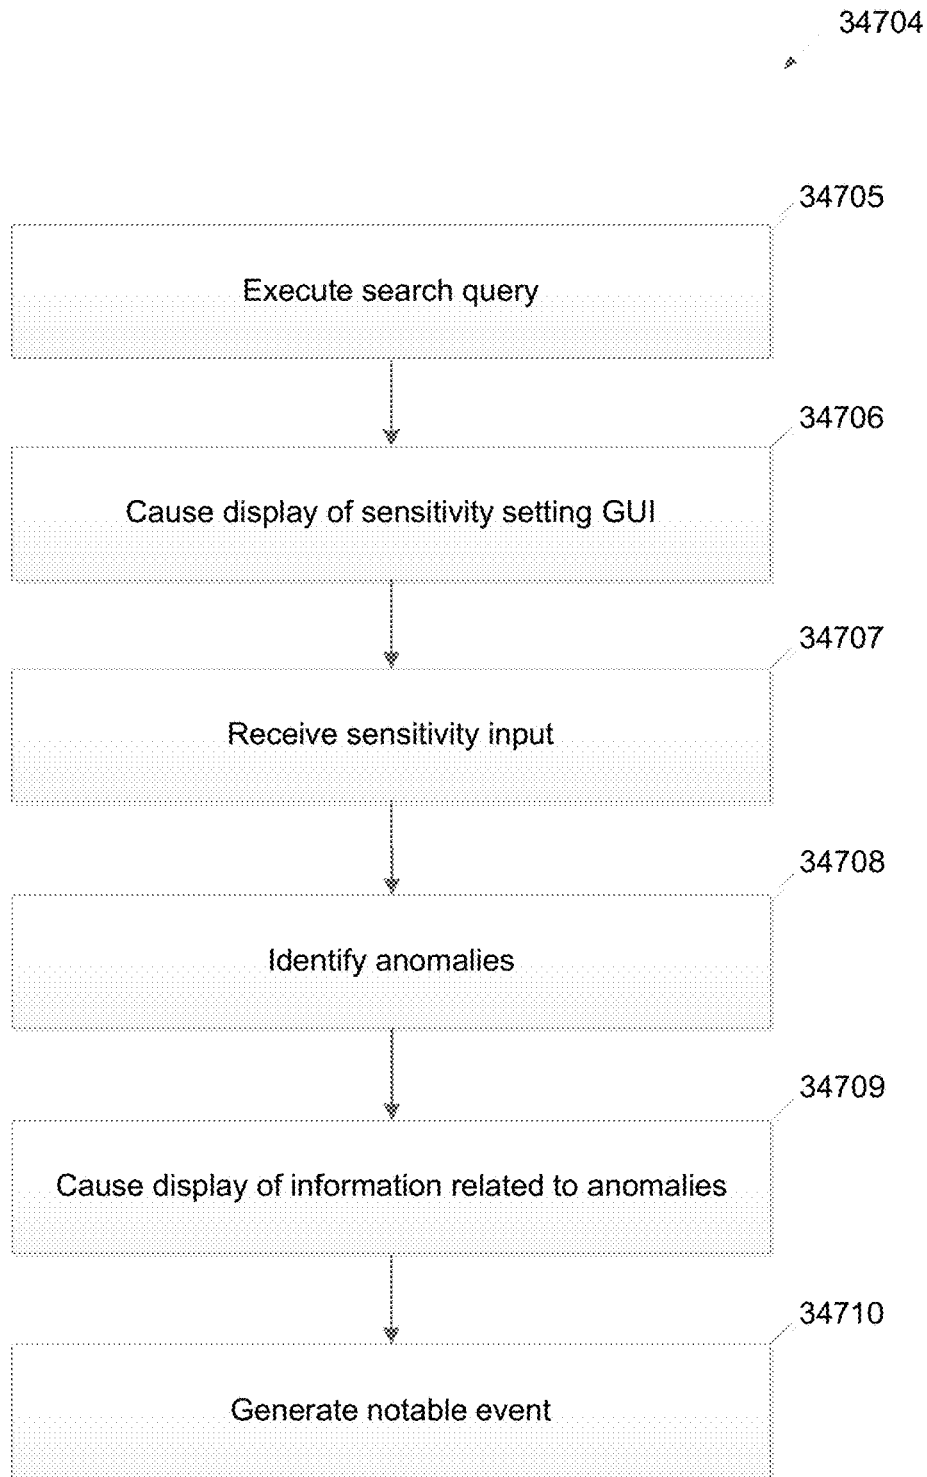 34704
34705
Execute search query
34706
Cause display of sensitivity setting GUI
34707
Receive sensitivity input
34708
Identify anomalies
34709
Cause display of information related to anomalies
34710
Generate notable event